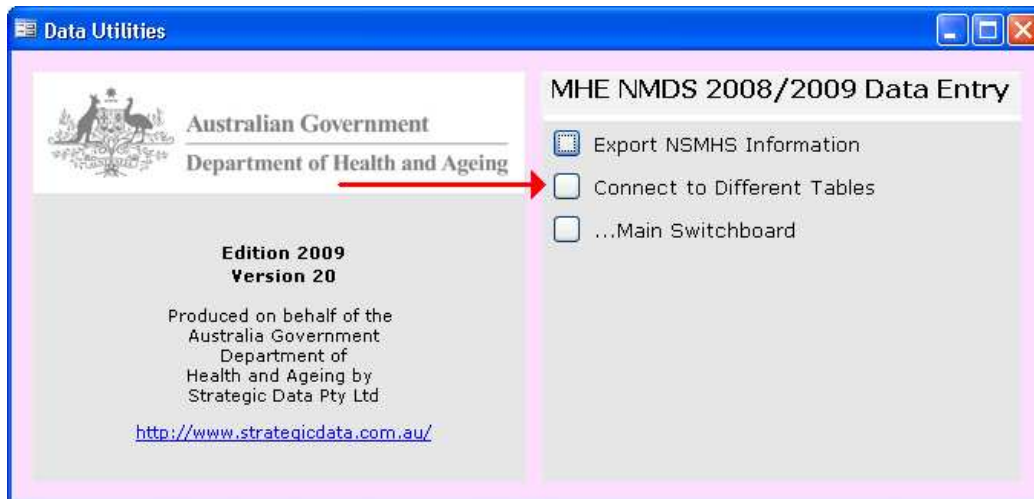 Data Utilities
Australian Government
Department of Health and Ageing
Edition 2009
Version 20
Produced on behalf of the
Australia Government
Department of
Health and Ageing by
Strategic Data Pty Ltd
http://www.strategicdata.com.au/
MHE NMDS 2008/2009 Data Entry
Export NSMHS Information
Connect to Different Tables
...Main Switchboard